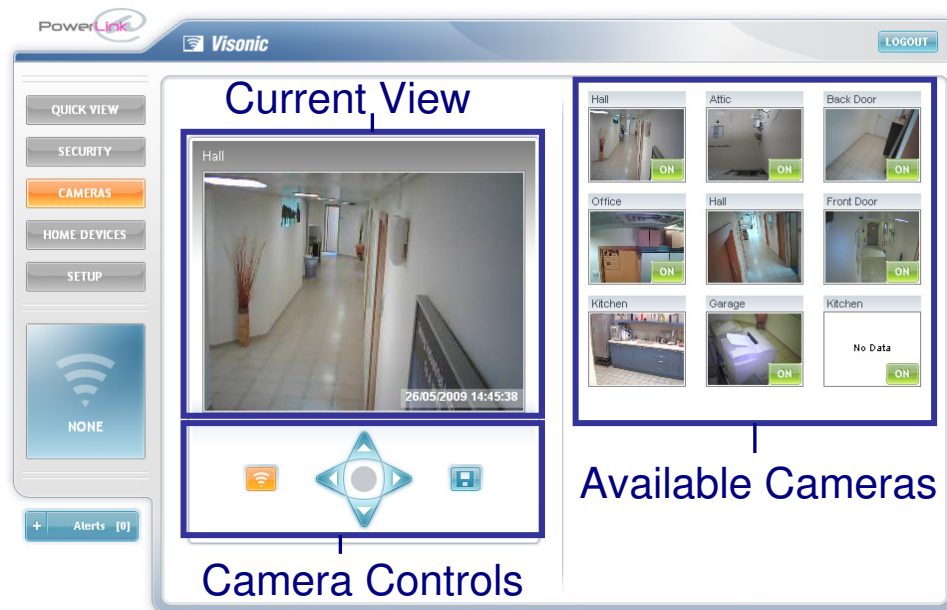 PowerLink
Visonic
LOGOUT
QUICK VIEW
SECURITY
CAMERAS
HOME DEVICES
SETUP
NONE
+ Alerts [0]
Current View
Hall
26/05/2009 14:45:38
Camera Controls
Hall
Attic
Back Door
ON
ON
ON
Office
Hall
Front Door
ON
ON
Kitchen
Garage
Kitchen
No Data
ON
ON
Available Cameras